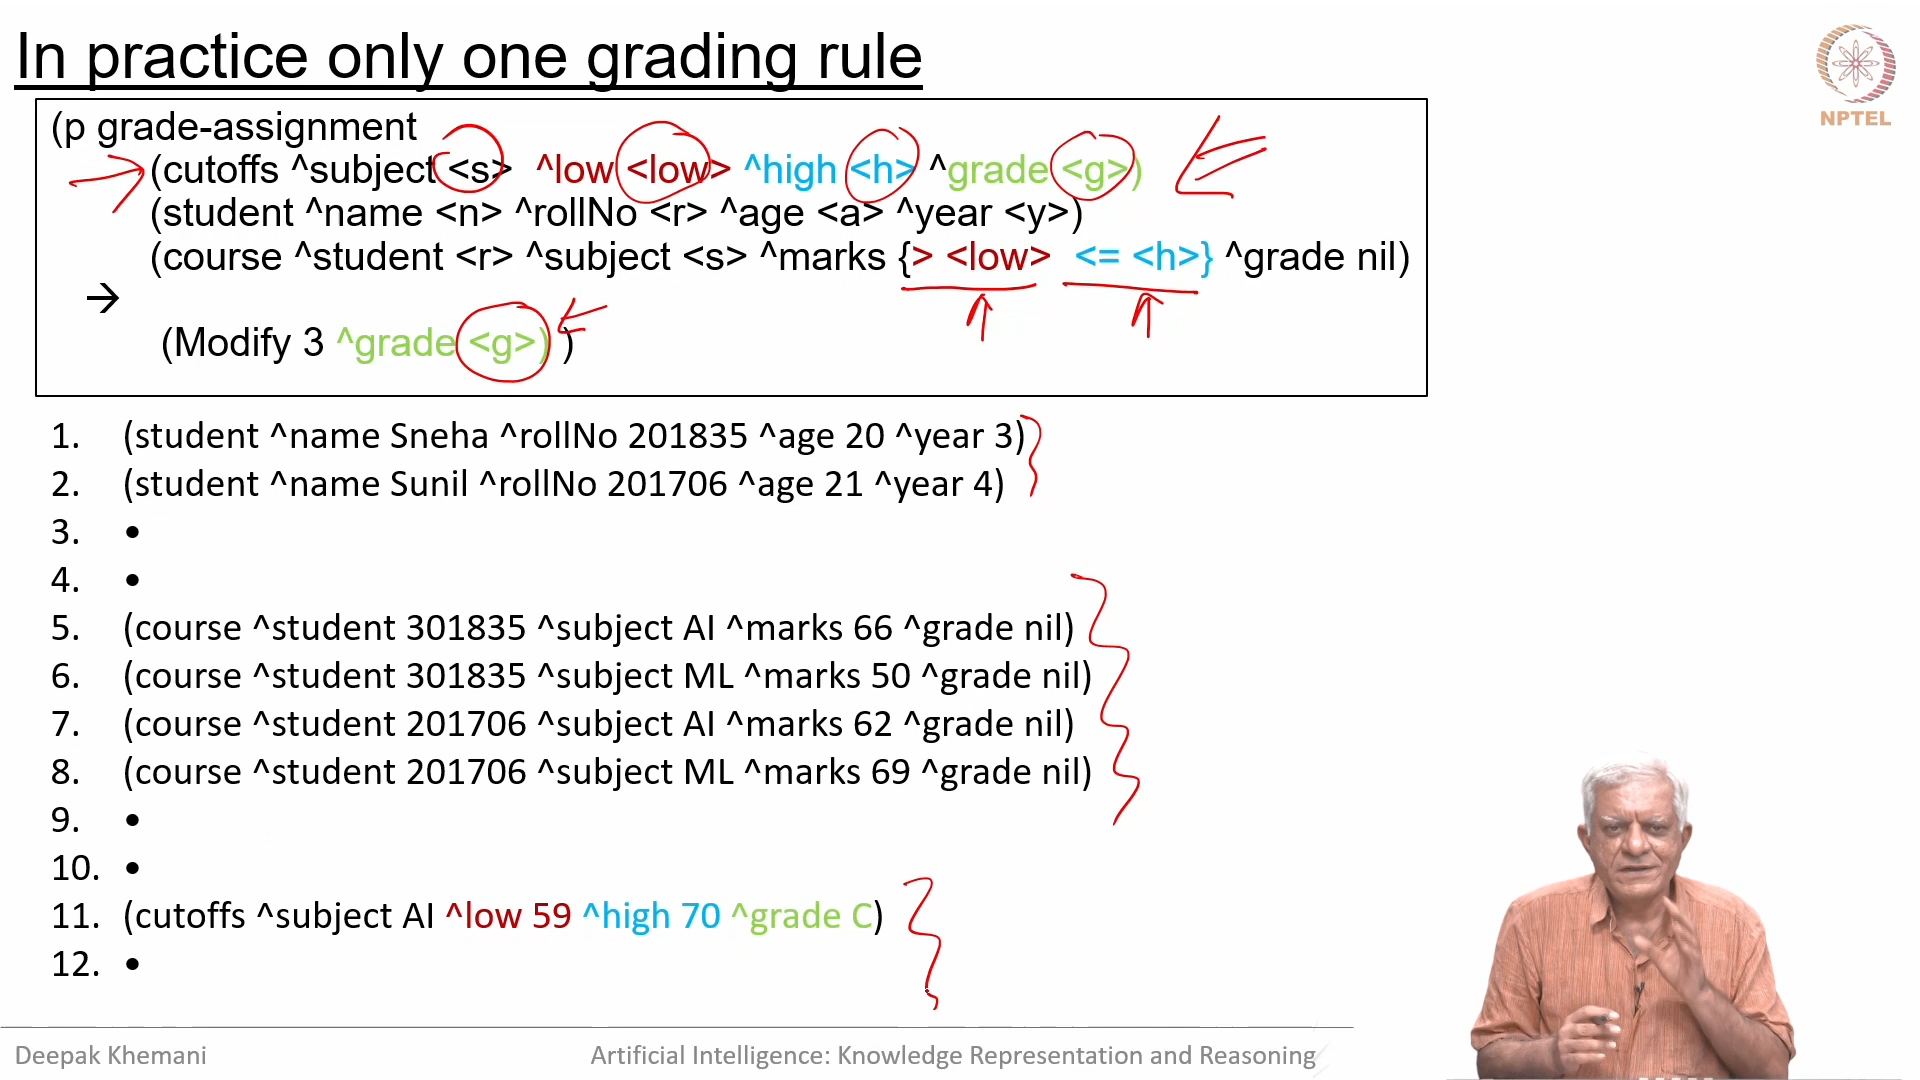 In practice only one grading rule
NPTEL
(p grade-assignment
(cutoffs ^subject <s> ^low <low> ^high <h> ^grade <g>)
(student ^name <n> ^rollNo <r> ^age <a> ^year <y>)
(course ^student <r> ^subject <s> ^marks {> <low> <= <h>} ^grade nil)
→
(Modify 3 ^grade <g>) )
1. (student ^name Sneha ^rollNo 201835 ^age 20 ^year 3)
2. (student ^name Sunil ^rollNo 201706 ^age 21 ^year 4)
3. •
4. •
5. (course ^student 301835 ^subject AI ^marks 66 ^grade nil)
6. (course ^student 301835 ^subject ML ^marks 50 ^grade nil)
7. (course ^student 201706 ^subject AI ^marks 62 ^grade nil)
8. (course ^student 201706 ^subject ML ^marks 69 ^grade nil)
9. •
10. •
11. (cutoffs ^subject AI ^low 59 ^high 70 ^grade C)
12. •
Deepak Khemani
Artificial Intelligence: Knowledge Representation and Reasoning